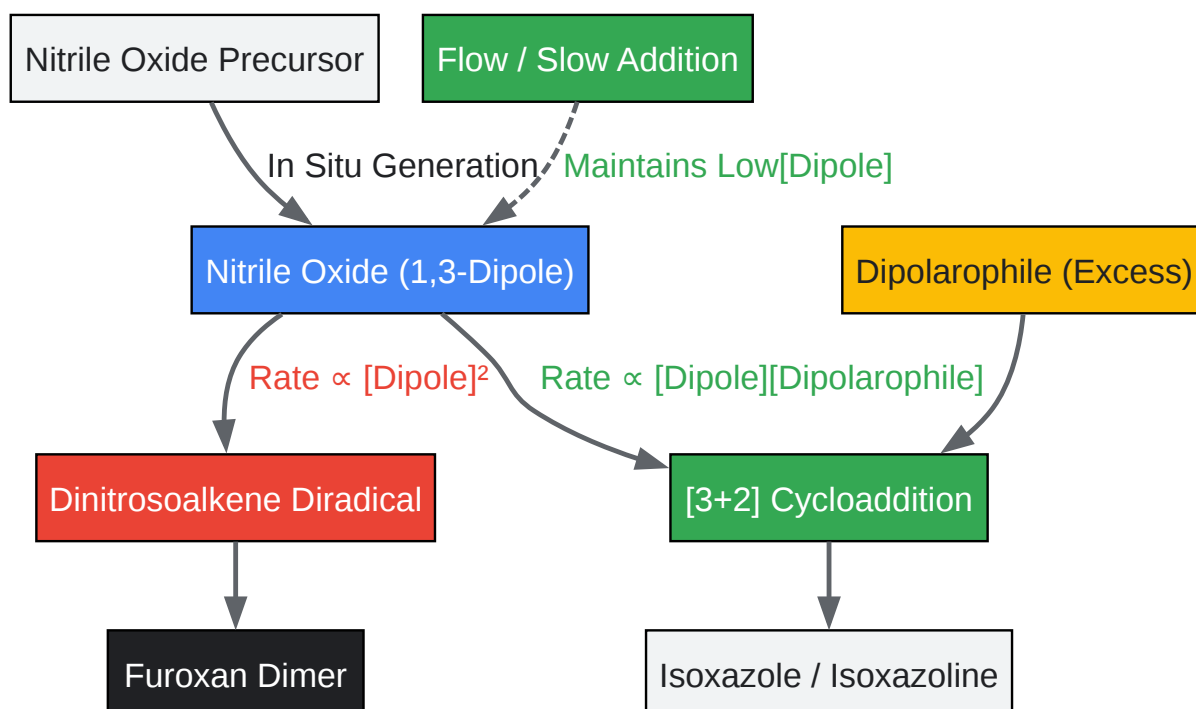 Nitrile Oxide Precursor
Flow / Slow Addition
In Situ Generation
Maintains Low[Dipole]
Nitrile Oxide (1,3-Dipole)
Dipolarophile (Excess)
Rate ∝ [Dipole]²
Rate ∝ [Dipole][Dipolarophile]
Dinitrosoalkene Diradical
[3+2] Cycloaddition
Furoxan Dimer
Isoxazole / Isoxazoline